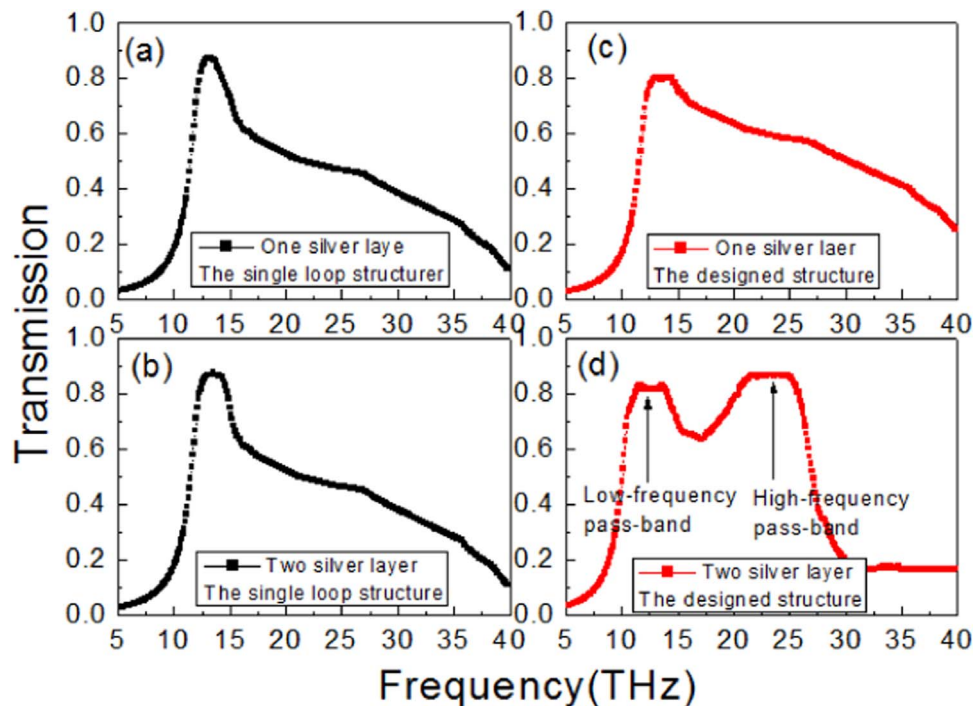 Transmission
1.0
0.8
0.6
0.4
0.2
0.0
(a)
One silver laye
The single loop structurer
5 10 15 20 25 30 35 40
(c)
One silver laer
The designed structure
5 10 15 20 25 30 35 40
1.0
0.8
0.6
0.4
0.2
0.0
(b)
Two silver layer
The single loop structure
5 10 15 20 25 30 35 40
1.0
0.8
0.6
0.4
0.2
0.0
(d)
Low-frequency
pass-band
High-frequency
pass-band
Two silver layer
The designed structure
5 10 15 20 25 30 35 40
1.0
0.8
0.6
0.4
0.2
0.0
Frequency(THz)